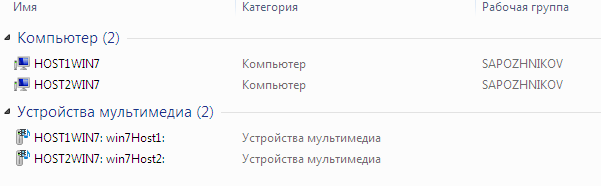 Имя Категория Рабочая группа
Компьютер (2)
HOST1WIN7 Компьютер SAPOZHNIKOV
HOST2WIN7 Компьютер SAPOZHNIKOV
Устройства мультимедиа (2)
HOST1WIN7: win7Host1: Устройства мультимедиа
HOST2WIN7: win7Host2: Устройства мультимедиа